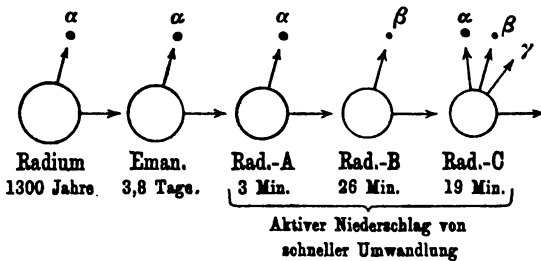 α α α β α β γ
Radium Eman. Rad.-A Rad.-B Rad.-C
1300 Jahre. 3,8 Tage. 3 Min. 26 Min. 19 Min.
Aktiver Niederschlag von
schneller Umwandlung